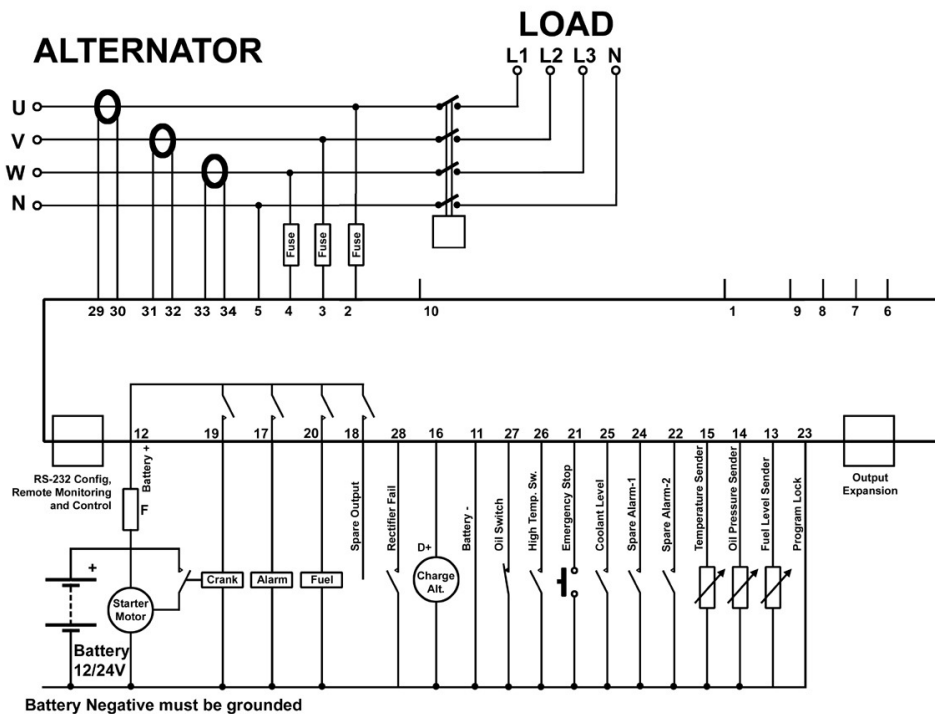 ALTERNATOR
LOAD
L1 L2 L3 N
U
V
W
N
Fuse Fuse Fuse
29 30 31 32 33 34 5 4 3 2 10 1 9 8 7 6
12 19 17 20 18 28 16 11 27 26 21 25 24 22 15 14 13 23
RS-232 Config,
Remote Monitoring
and Control
Battery +
F
Spare Output
Rectifier Fail
Battery -
Oil Switch
High Temp. Sw.
Emergency Stop
Coolant Level
Spare Alarm-1
Spare Alarm-2
Temperature Sender
Oil Pressure Sender
Fuel Level Sender
Program Lock
Output
Expansion
+
Starter
Motor
Crank Alarm Fuel
D+
Charge
Alt.
Battery
12/24V
Battery Negative must be grounded